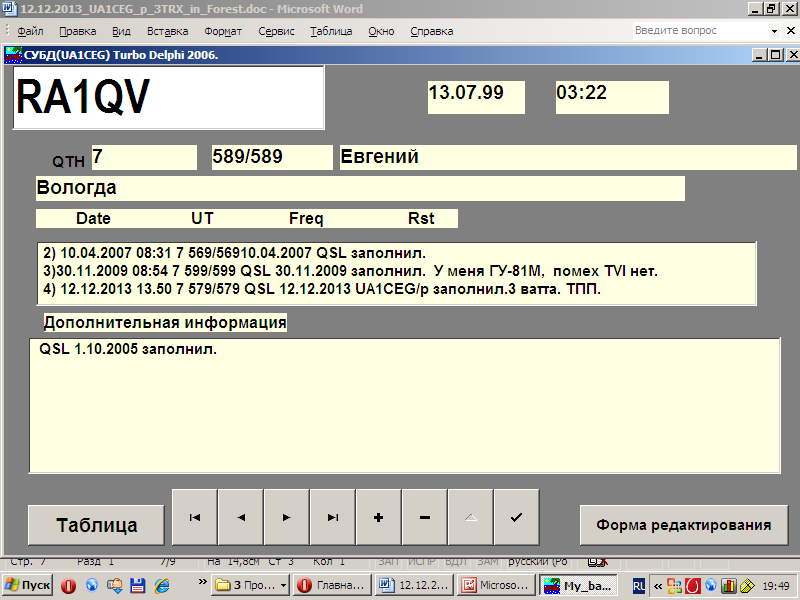 12.12.2013_UA1CEG_p_3TRX_in_Forest.doc - Microsoft Word
Файл Правка Вид Вставка Формат Сервис Таблица Окно Справка Введите вопрос
СУБД(UA1CEG) Turbo Delphi 2006.
RA1QV 13.07.99 03:22
QTH 7 589/589 Евгений
Вологда
Date UT Freq Rst
2) 10.04.2007 08:31 7 569/56910.04.2007 QSL заполнил.
3)30.11.2009 08:54 7 599/599 QSL 30.11.2009 заполнил. У меня ГУ-81М, помех TVI нет.
4) 12.12.2013 13.50 7 579/579 QSL 12.12.2013 UA1CEG/p заполнил.3 ватта. ТПП.
Дополнительная информация
QSL 1.10.2005 заполнил.
Таблица Форма редактирования
Стр. 7 Разд 1 7/9 На 14,8см Ст 3 Кол 1 ЗАП ИСПР ВДЛ ЗАМ русский (Ро
Пуск » 3 Про... Главна... 12.12.2... Microso... My_ba... RL « 19:49